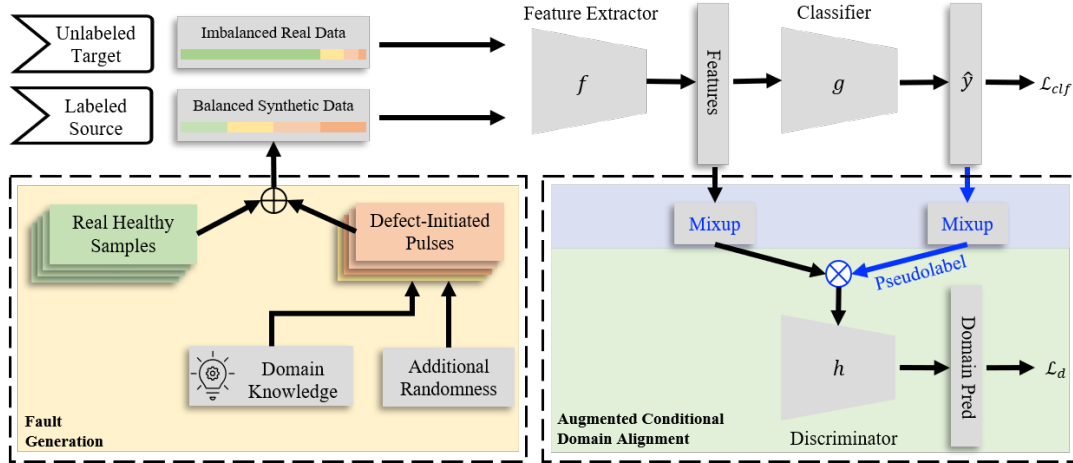 Unlabeled
Target
Imbalanced Real Data
Feature Extractor
Classifier
f
Features
g
ŷ
ℒclf
Labeled
Source
Balanced Synthetic Data
Real Healthy
Samples
Defect-Initiated
Pulses
Domain
Knowledge
Additional
Randomness
Fault
Generation
Mixup
Mixup
Pseudolabel
h
Domain Pred
ℒd
Augmented Conditional
Domain Alignment
Discriminator